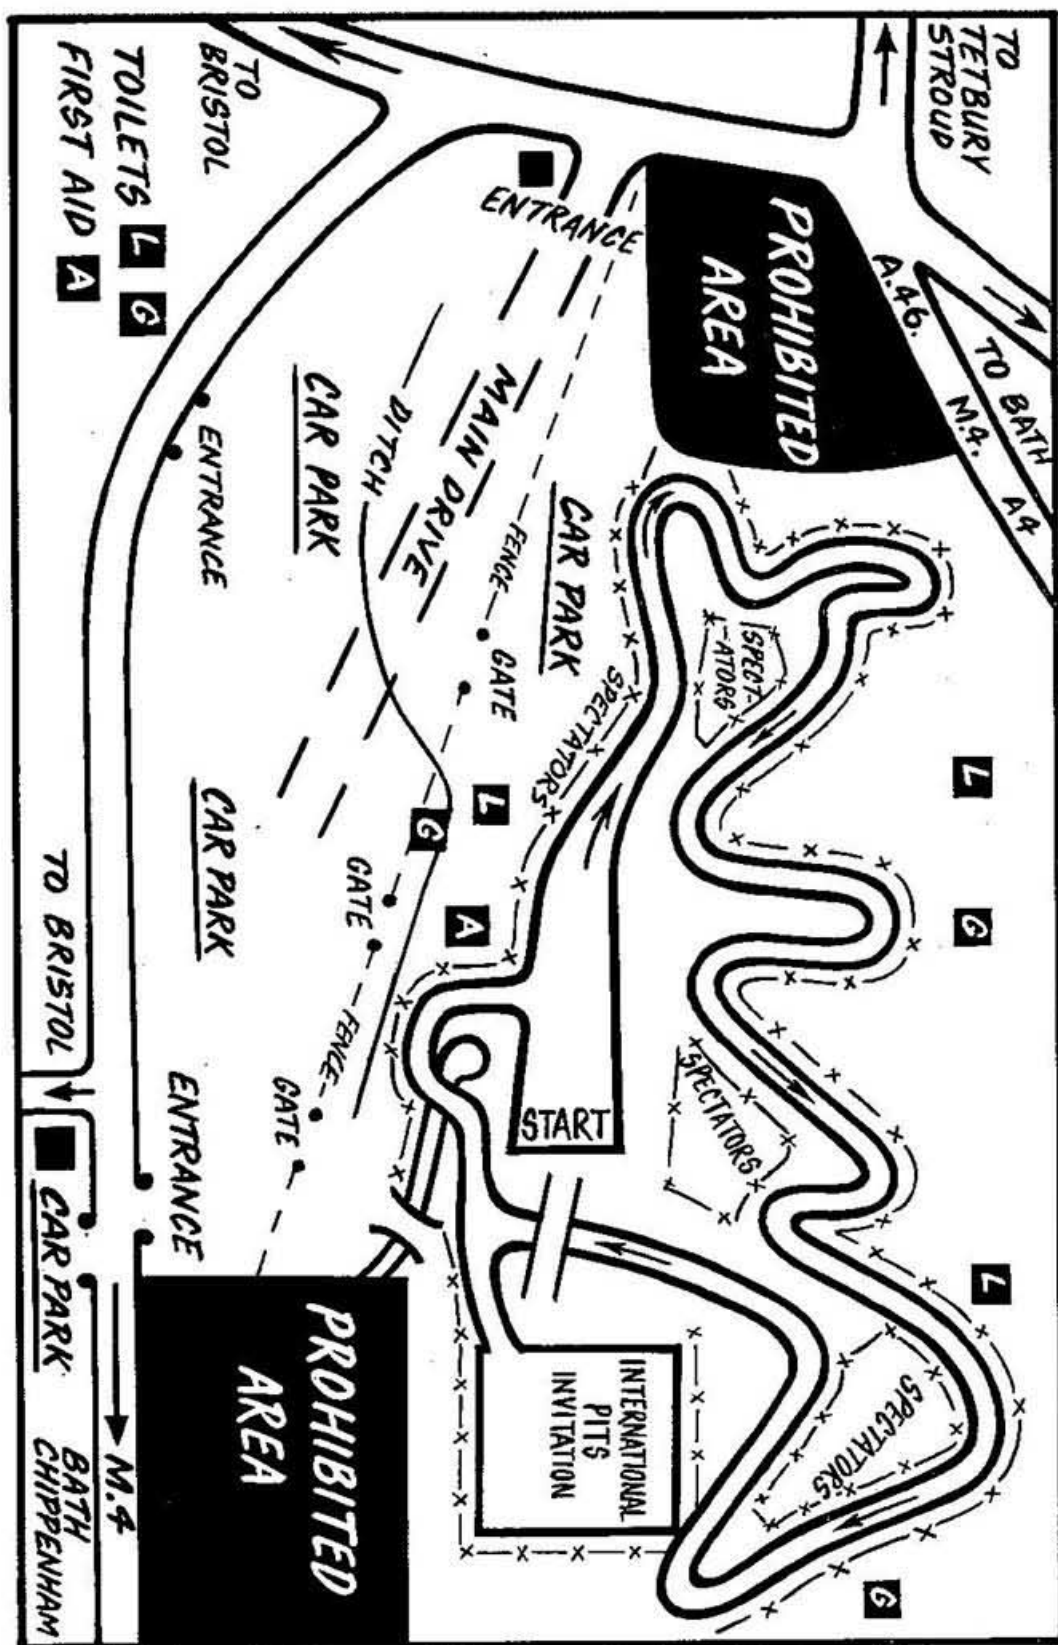 TO
TETBURY
STROUD
A.46.
M.4.
TO BATH
A4
PROHIBITED
AREA
L
G
L
G
SPECT-
-ATORS
SPECTATORS
SPECTATORS
INTERNATIONAL
PITS
INVITATION
START
SPECTATORS
CAR PARK
ENTRANCE
FENCE
GATE
MAIN DRIVE
DITCH
L
G
A
GATE
FENCE
GATE
CAR PARK
CAR PARK
PROHIBITED
AREA
TO
BRISTOL
TOILETS L G
FIRST AID A
ENTRANCE
ENTRANCE
TO BRISTOL
CAR PARK
M.4
BATH
CHIPPENHAM